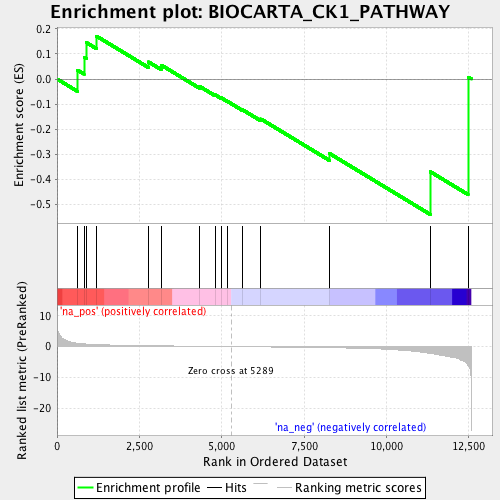 Enrichment plot: BIOCARTA_CK1_PATHWAY
Enrichment score (ES)
0.2
0.1
0.0
-0.1
-0.2
-0.3
-0.4
-0.5
'na_pos' (positively correlated)
Ranked list metric (PreRanked)
10
5
0
-5
-10
-20
Zero cross at 5289
'na_neg' (negatively correlated)
0
2,500
5,000
7,500
10,000
12,500
Rank in Ordered Dataset
Enrichment profile
Hits
Ranking metric scores